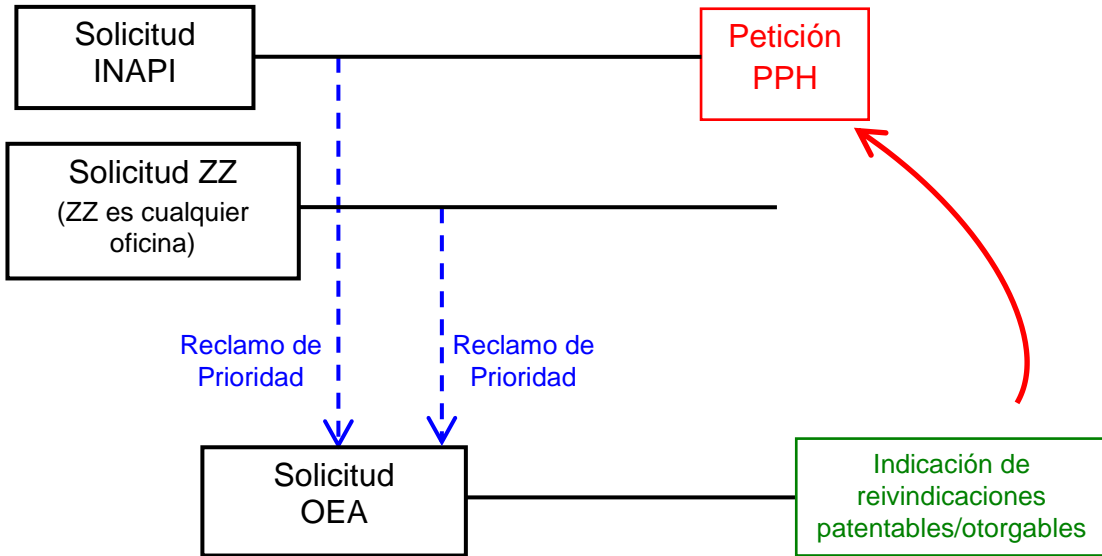 Solicitud
INAPI
Petición
PPH
Solicitud ZZ
(ZZ es cualquier
oficina)
Reclamo de
Prioridad
Reclamo de
Prioridad
Solicitud
OEA
Indicación de
reivindicaciones
patentables/otorgables